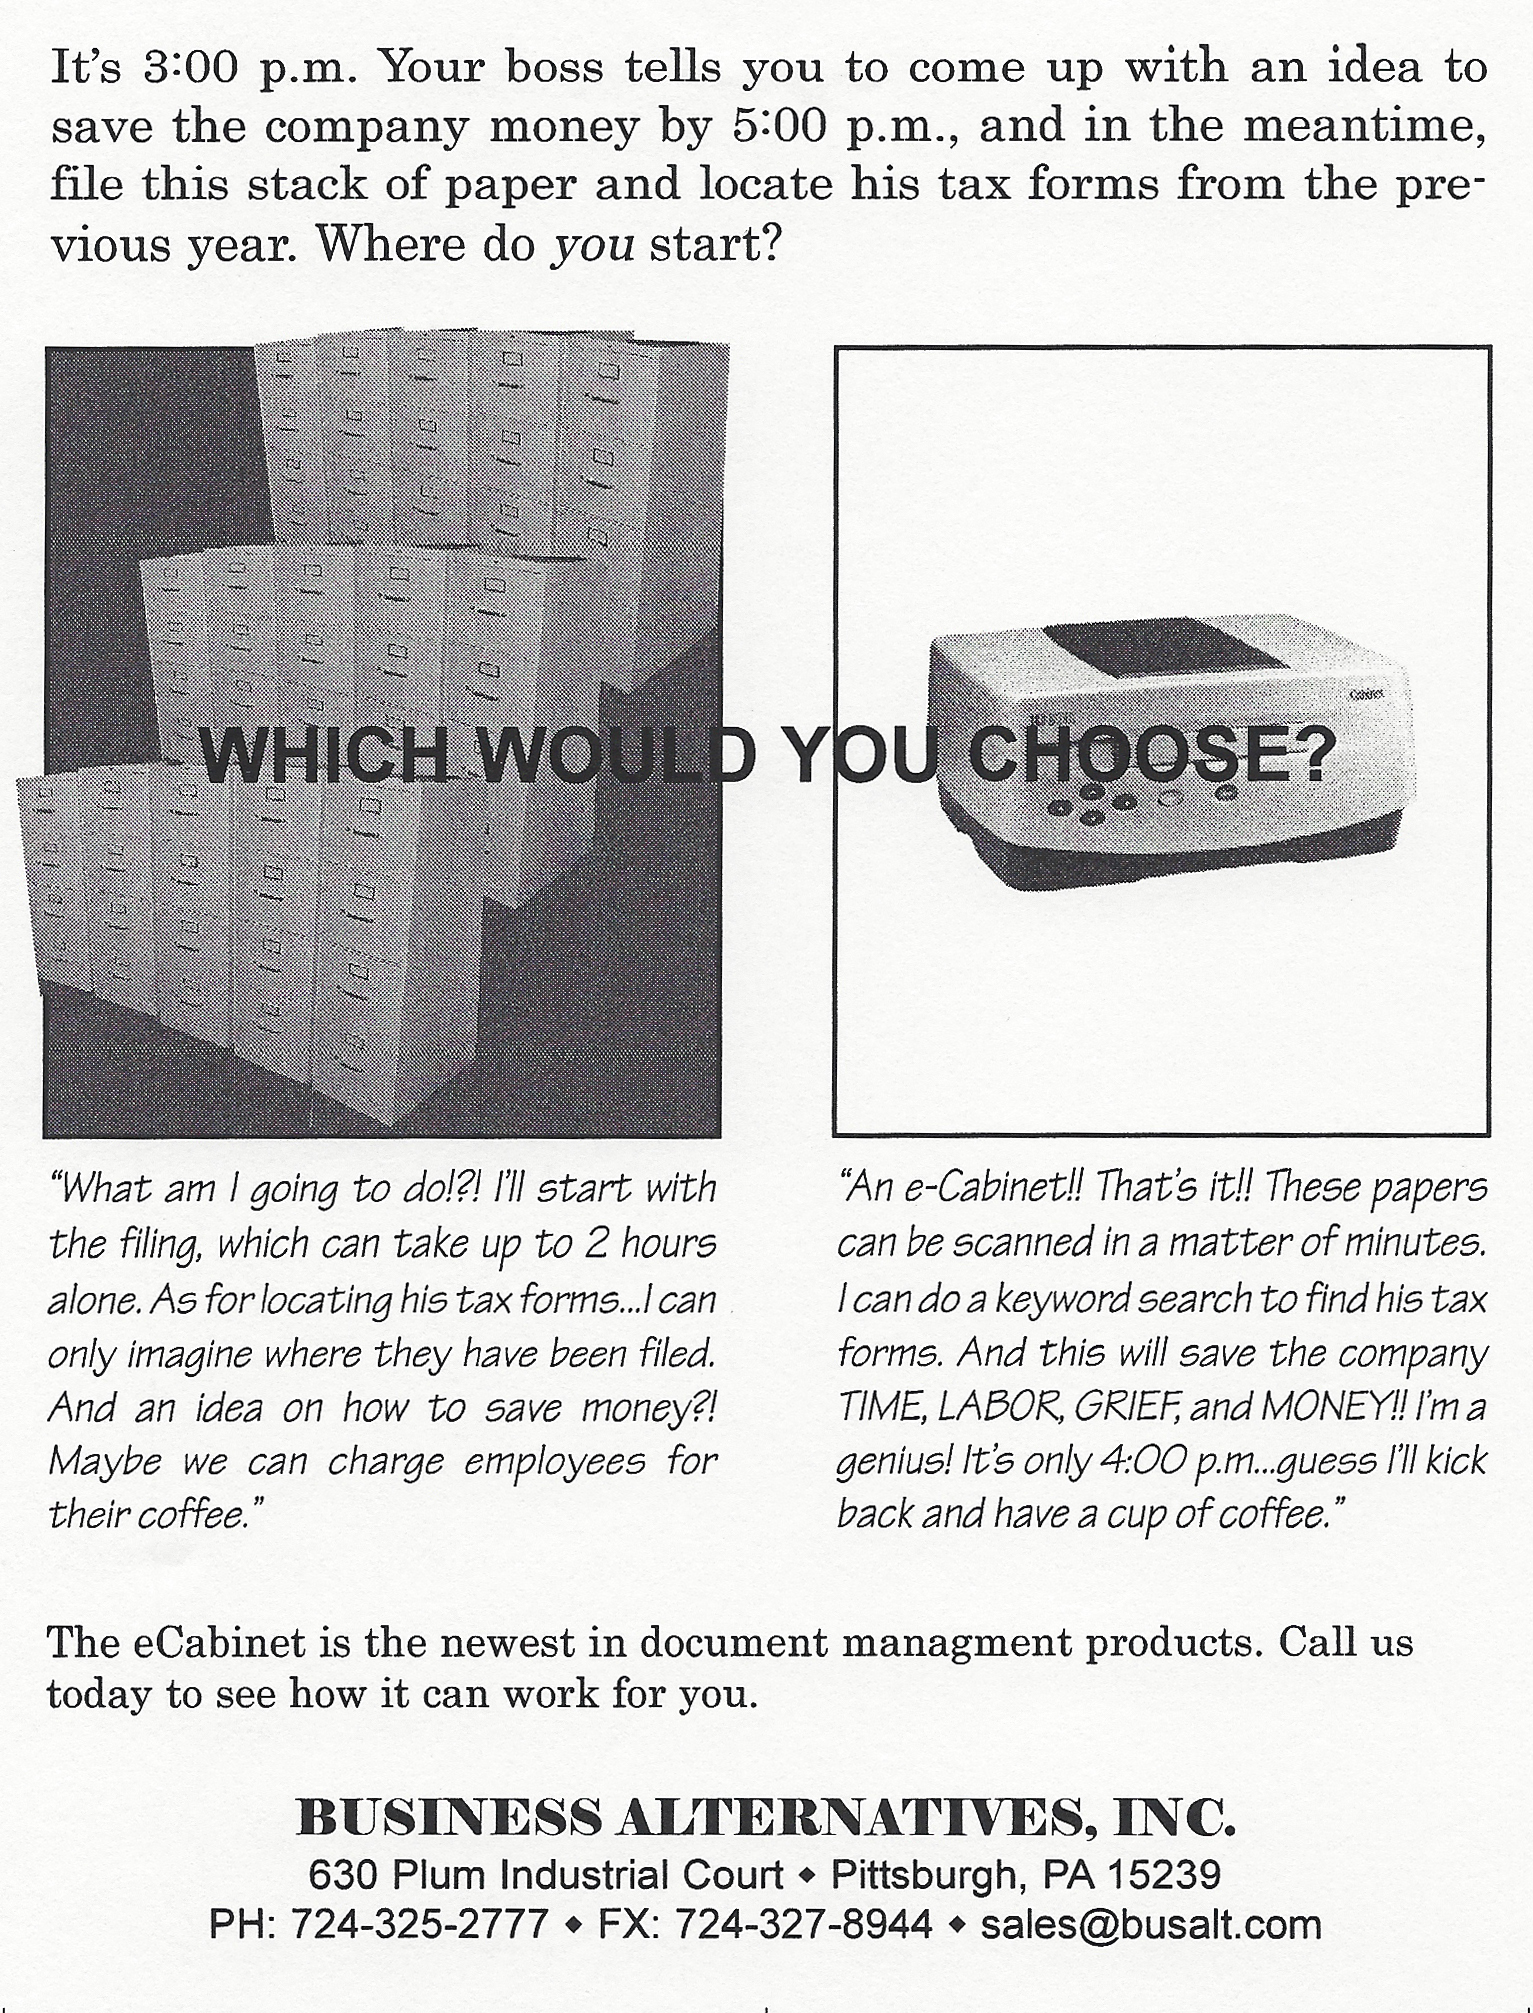 It's 3:00 p.m. Your boss tells you to come up with an idea to
save the company money by 5:00 p.m., and in the meantime,
file this stack of paper and locate his tax forms from the pre-
vious year. Where do you start?
Cabinet
WHICH WOULD YOU CHOOSE?
"What am I going to do!?! I'll start with
the filing, which can take up to 2 hours
alone. As for locating his tax forms...I can
only imagine where they have been filed.
And an idea on how to save money?!
Maybe we can charge employees for
their coffee."
"An e-Cabinet!! That's it!! These papers
can be scanned in a matter of minutes.
I can do a keyword search to find his tax
forms. And this will save the company
TIME, LABOR, GRIEF, and MONEY!! I'm a
genius! It's only 4:00 p.m...guess I'll kick
back and have a cup of coffee."
The eCabinet is the newest in document managment products. Call us
today to see how it can work for you.
BUSINESS ALTERNATIVES, INC.
630 Plum Industrial Court ◆ Pittsburgh, PA 15239
PH: 724-325-2777 ◆ FX: 724-327-8944 ◆ sales@busalt.com